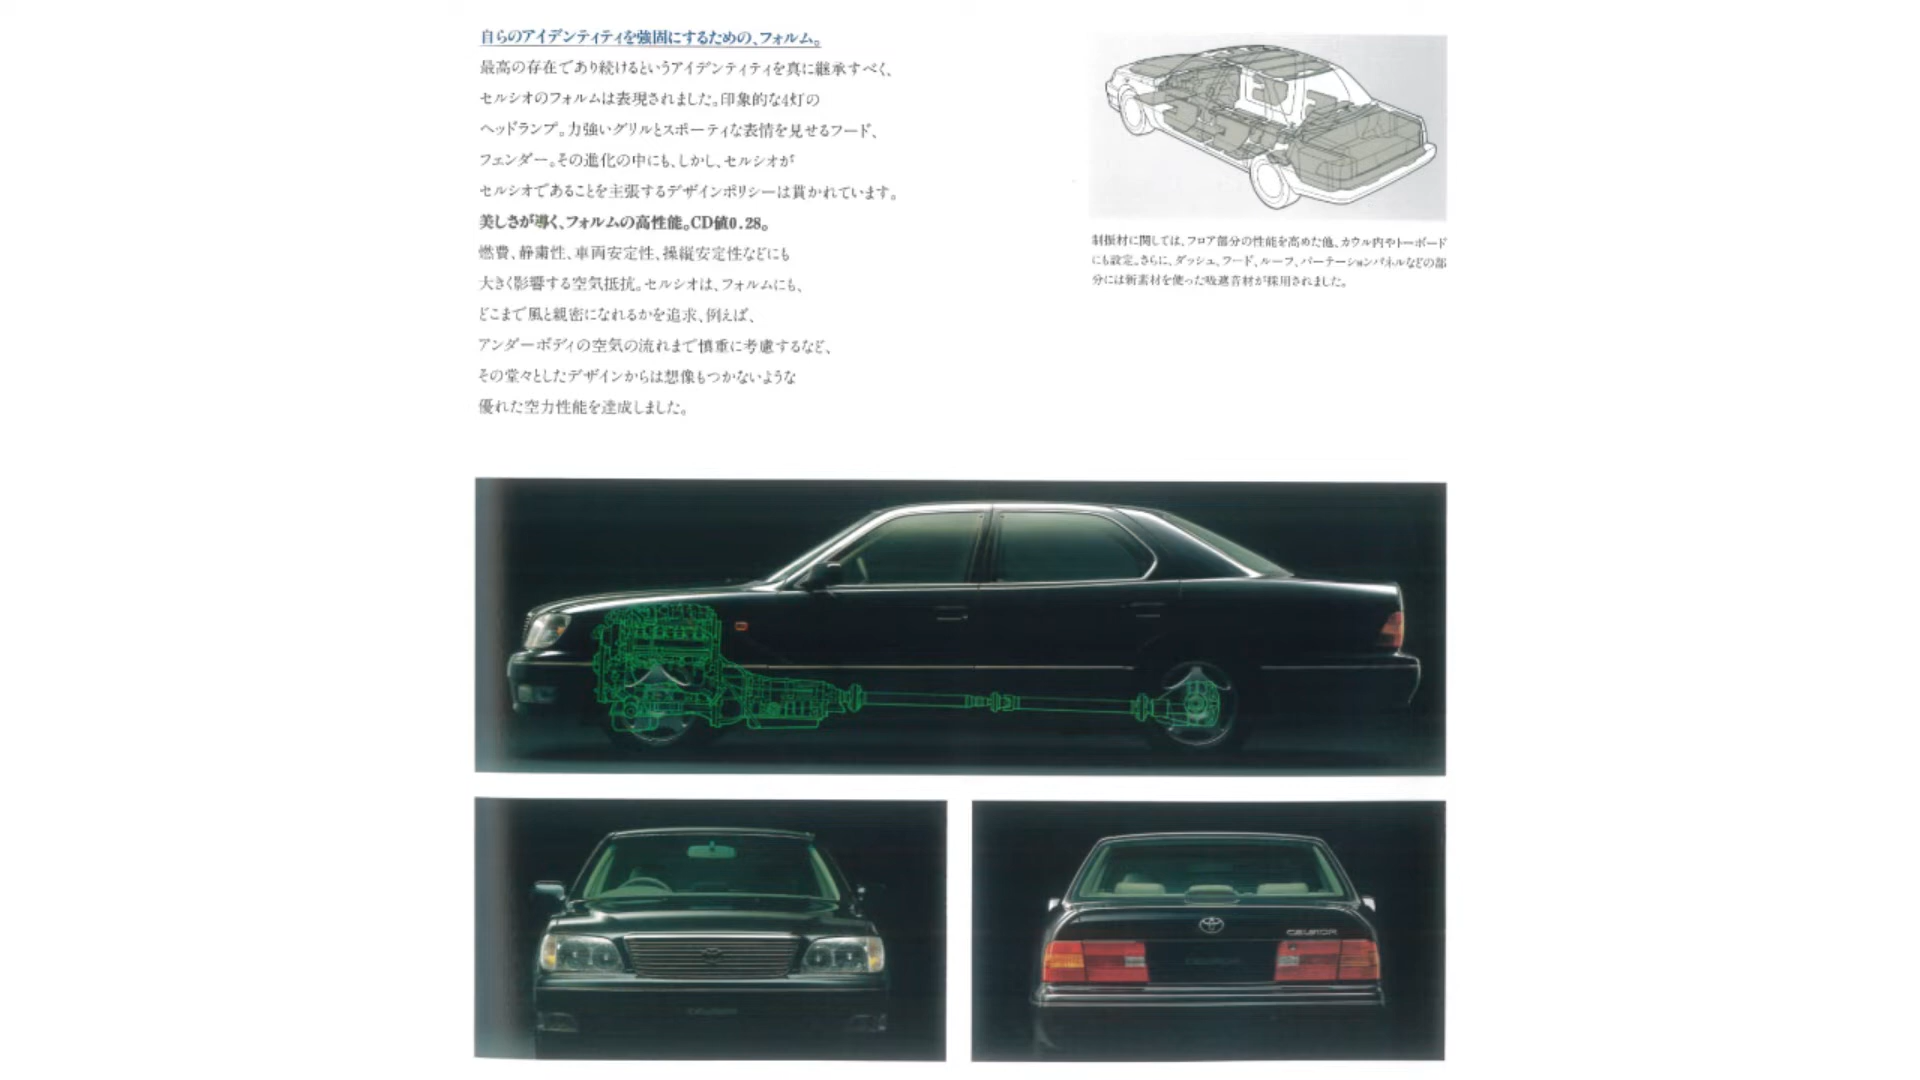 自らのアイデンティティを強固にするための、フォルム。
最高の存在であり続けるというアイデンティティを真に継承すべく、
セルシオのフォルムは表現されました。印象的な4灯の
ヘッドランプ。力強いグリルとスポーティな表情を見せるフード、
フェンダー。その進化の中にも、しかし、セルシオが
セルシオであることを主張するデザインポリシーは貫かれています。
美しさが導く、フォルムの高性能。CD値0.28。
燃費、静粛性、車両安定性、操縦安定性などにも
大きく影響する空気抵抗。セルシオは、フォルムにも、
どこまで風と親密になれるかを追求、例えば、
アンダーボディの空気の流れまで慎重に考慮するなど、
その堂々としたデザインからは想像もつかないような
優れた空力性能を達成しました。
制振材に関しては、フロア部分の性能を高めた他、カウル内やトーボード
にも設定。さらに、ダッシュ、フード、ルーフ、パーテーションパネルなどの部
分には新素材を使った吸遮音材が採用されました。
CELSIOR